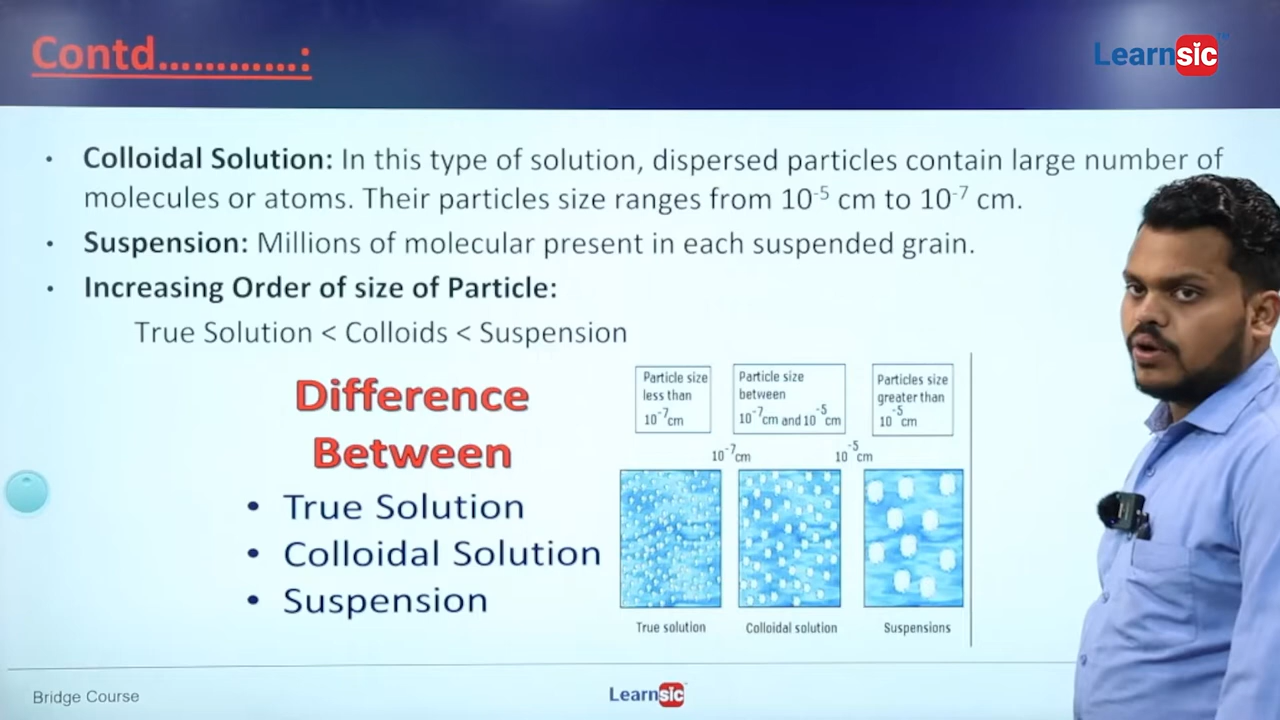 Contd…………:
Learnsic™
• Colloidal Solution: In this type of solution, dispersed particles contain large number of
molecules or atoms. Their particles size ranges from 10⁻⁵ cm to 10⁻⁷ cm.
• Suspension: Millions of molecular present in each suspended grain.
• Increasing Order of size of Particle:
True Solution < Colloids < Suspension
Difference
Between
• True Solution
• Colloidal Solution
• Suspension
Particle size
less than
10⁻⁷cm
Particle size
between
10⁻⁷cm and 10⁻⁵cm
Particles size
greater than
10⁻⁵cm
10⁻⁷cm
10⁻⁵cm
True solution
Colloidal solution
Suspensions
Bridge Course
Learnsic